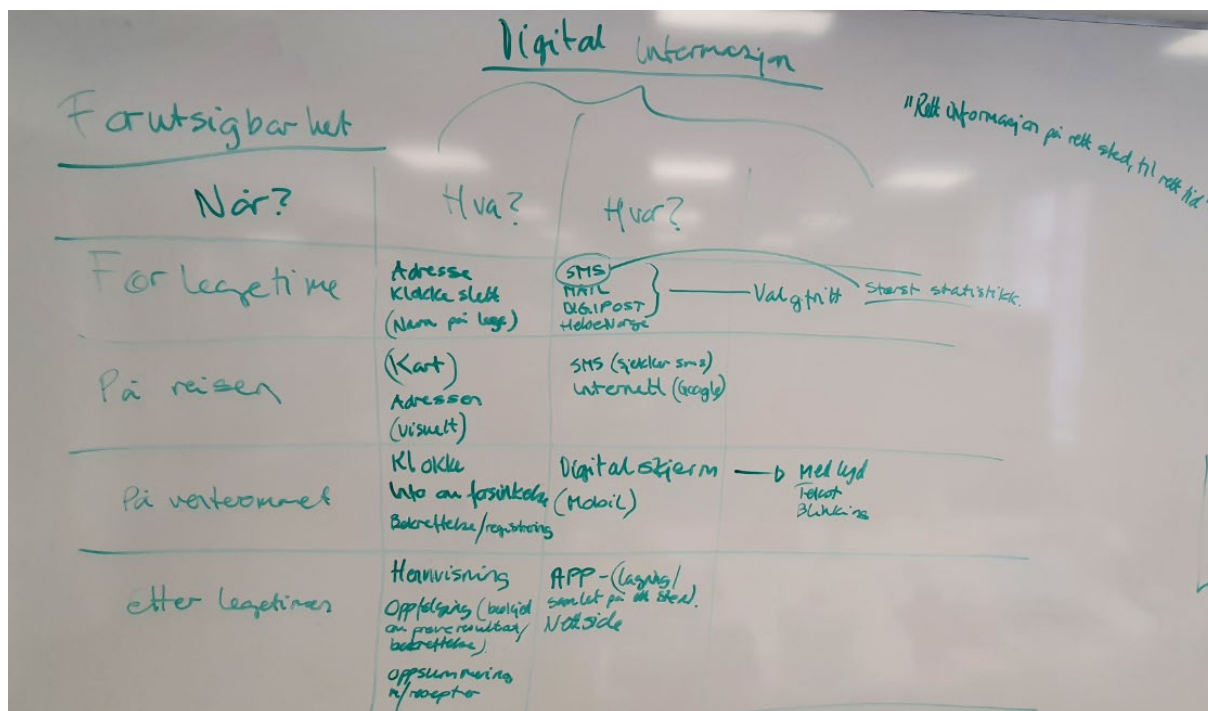 Digital informasjon
Forutsigbarhet
"Rett informasjon på rett sted, til rett tid"
Når?
Hva?
Hvor?
Før legetime
Adresse
Klokke slett
(Navn på lege)
SMS
MAIL
DIGIPOST
HelseNorge
Valgfritt
Størst statistikk.
På reisen
(Kart)
Adressen
(visuelt)
SMS (sjekker sms)
internett (Google)
På venterommet
Klokke
Info om forsinkelse
Bekreftelse/registrering
Digital skjerm
(Mobil)
Med lyd
Tekst
Blinking
etter legetimen
Henvisning
Oppfølging (beskjed
om prøveresultat/
bekreftelse).
oppsummering
m/resepter
APP-(lagring/
samlet på ett sted).
Nettside